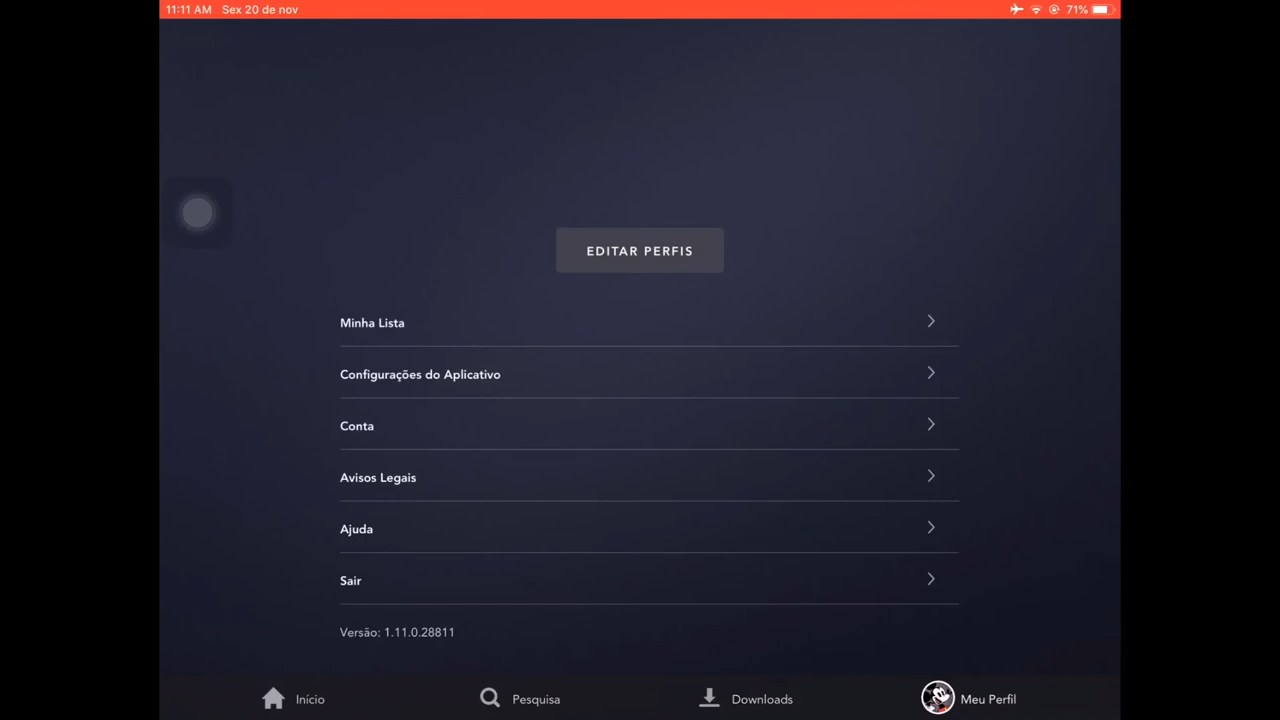 11:11 AM Sex 20 de nov 71%
EDITAR PERFIS
Minha Lista
Configurações do Aplicativo
Conta
Avisos Legais
Ajuda
Sair
Versão: 1.11.0.28811
Início Pesquisa Downloads Meu Perfil